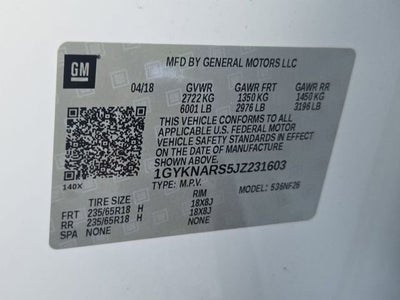 GM
MFD BY GENERAL MOTORS LLC
04/18 GVWR GAWR FRT GAWR RR
2722 KG 1350 KG 1450 KG
6001 LB 2976 LB 3196 LB
THIS VEHICLE CONFORMS TO ALL
APPLICABLE U.S. FEDERAL MOTOR
VEHICLE SAFETY STANDARDS IN EFFECT
ON THE DATE OF MANUFACTURE
SHOWN ABOVE.
1GYKNARS5JZ231603
140X TYPE: M.P.V. MODEL:
TIRE SIZE RIM
FRT 235/65R18 H 18X8J
RR 235/65R18 H 18X8J
SPA NONE NONE